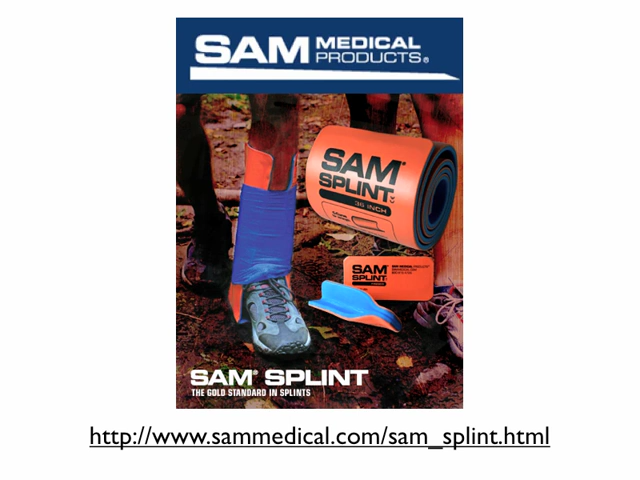 SAM MEDICAL
PRODUCTS®
SAM®
SPLINT
36 INCH
SAM®
SPLINT
SAM® SPLINT
THE GOLD STANDARD IN SPLINTS
http://www.sammedical.com/sam_splint.html